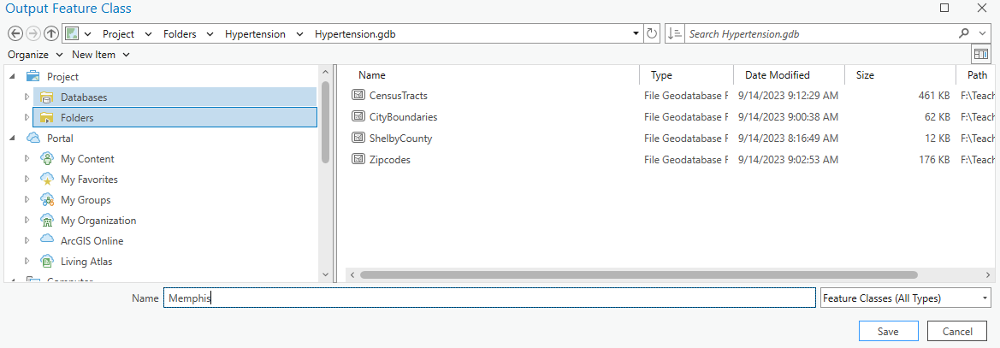 Output Feature Class
Project Folders Hypertension Hypertension.gdb Search Hypertension.gdb
Organize New Item
Project
Databases
Folders
Portal
My Content
My Favorites
My Groups
My Organization
ArcGIS Online
Living Atlas
Computer
Name Type Date Modified Size Path
CensusTracts File Geodatabase F 9/14/2023 9:12:29 AM 461 KB F:\Teach
CityBoundaries File Geodatabase F 9/14/2023 9:00:38 AM 62 KB F:\Teach
ShelbyCounty File Geodatabase F 9/14/2023 8:16:49 AM 12 KB F:\Teach
Zipcodes File Geodatabase F 9/14/2023 9:02:53 AM 176 KB F:\Teach
Name Memphis Feature Classes (All Types)
Save Cancel